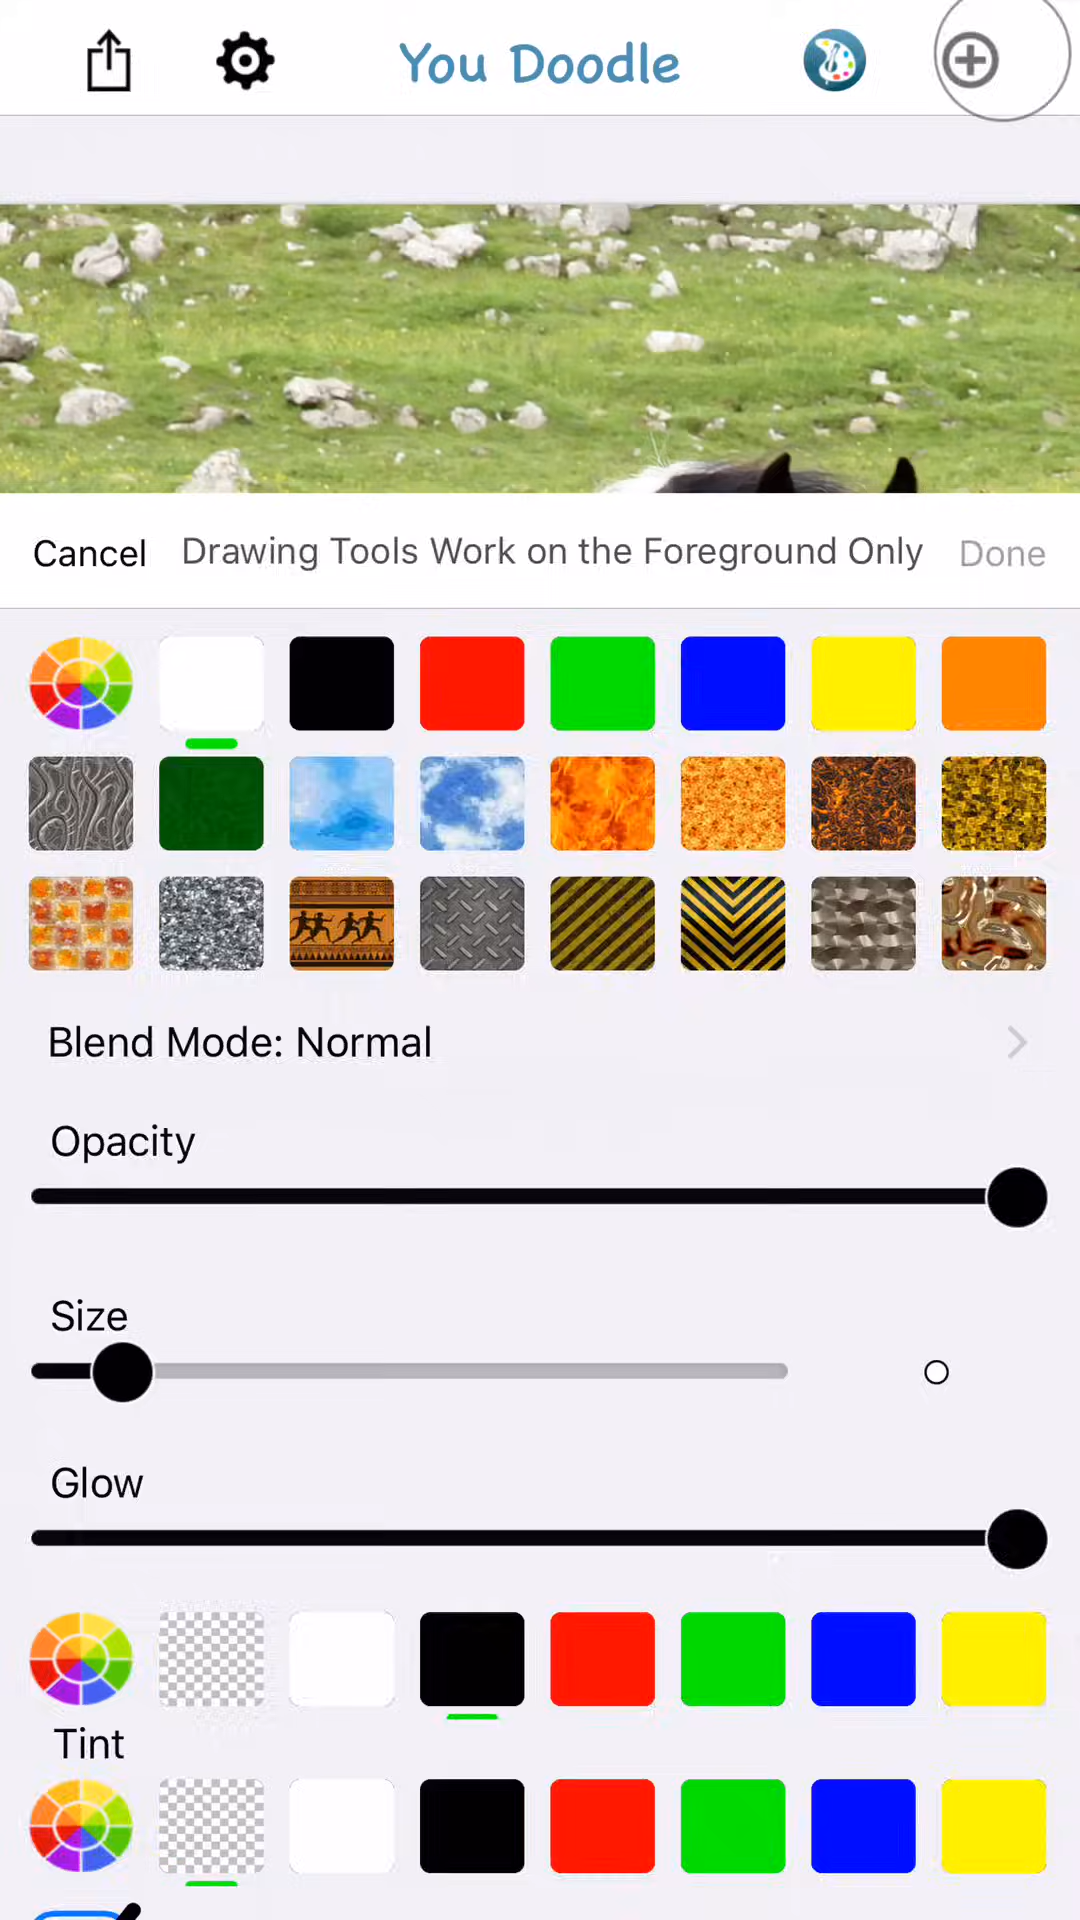 You Doodle
Cancel Drawing Tools Work on the Foreground Only Done
Blend Mode: Normal
Opacity
Size
Glow
Tint